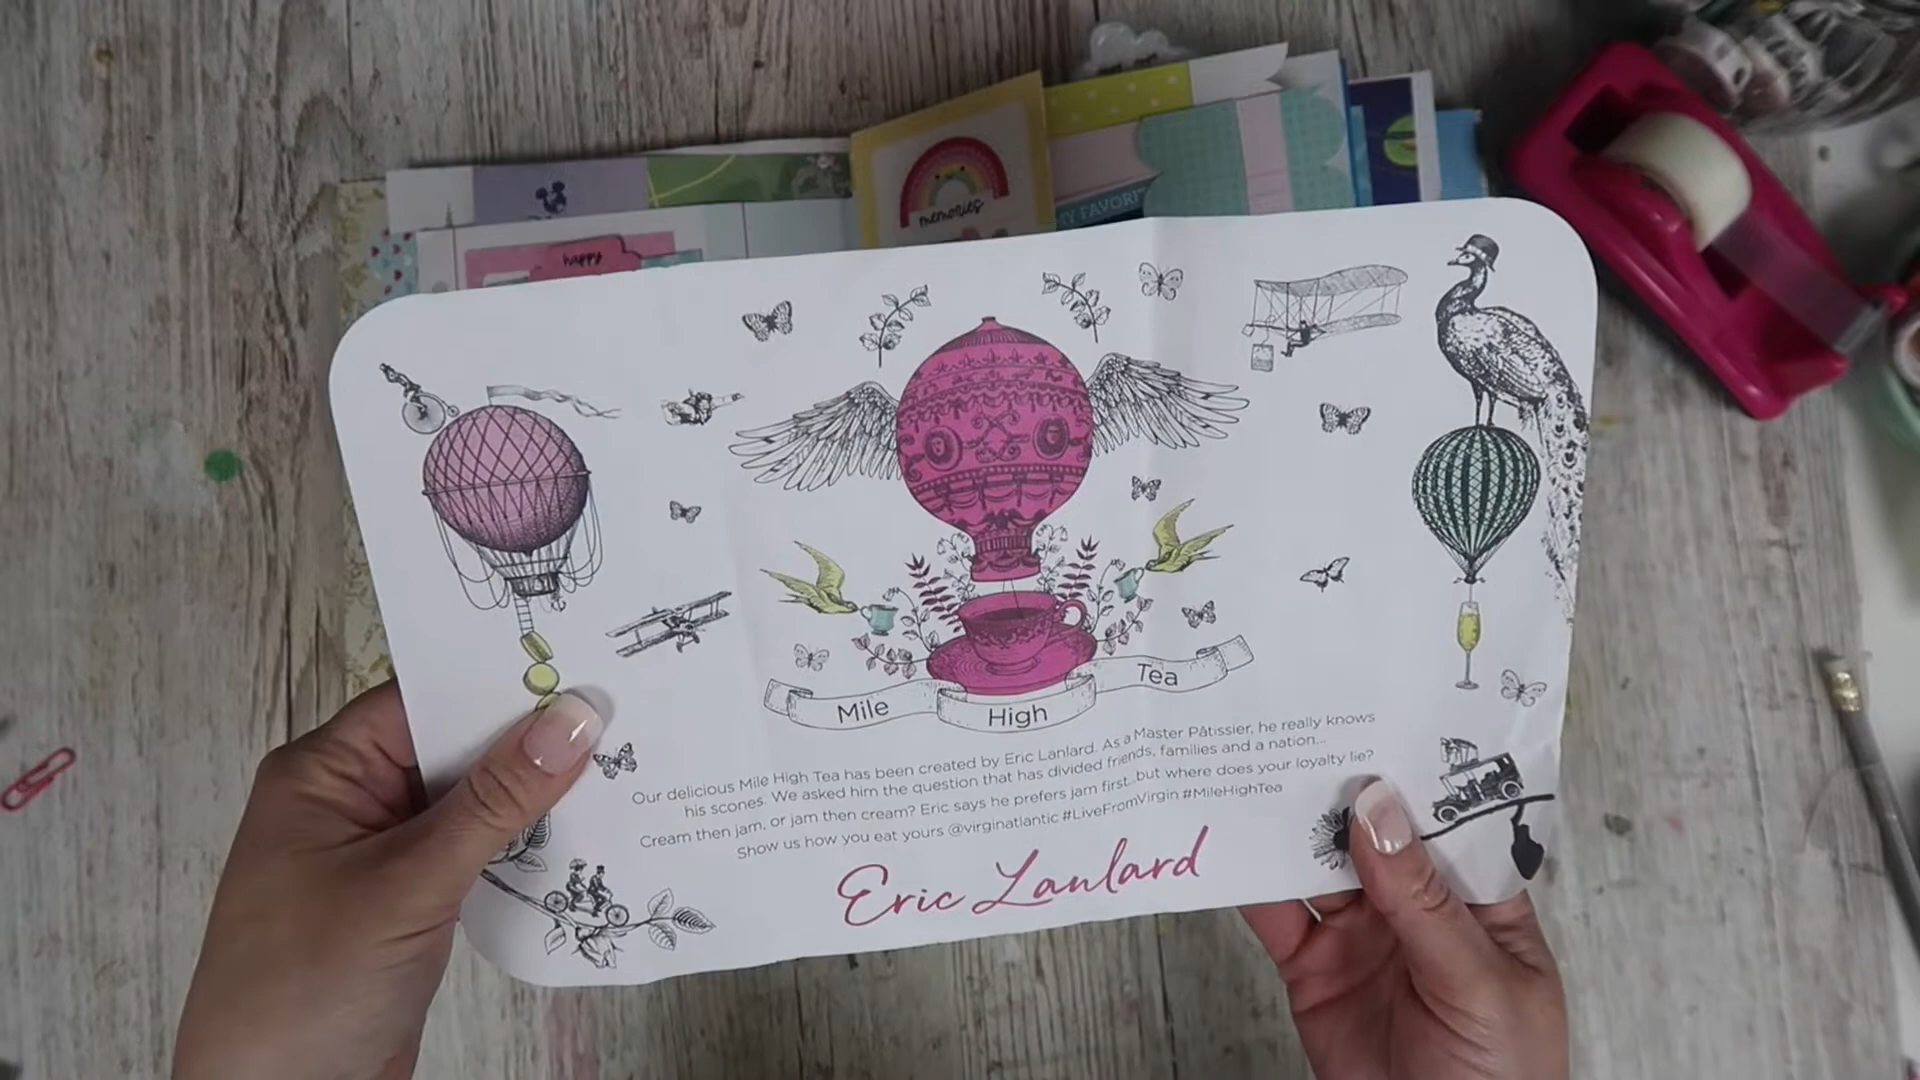 memories
MY FAVORI
happy
Mile High Tea
Our delicious Mile High Tea has been created by Eric Lanlard. As a Master Pâtissier, he really knows
his scones. We asked him the question that has divided friends, families and a nation...
Cream then jam, or jam then cream? Eric says he prefers jam first, but where does your loyalty lie?
Show us how you eat yours @virginatlantic #LiveFromVirgin #MileHighTea
Eric Lanlard